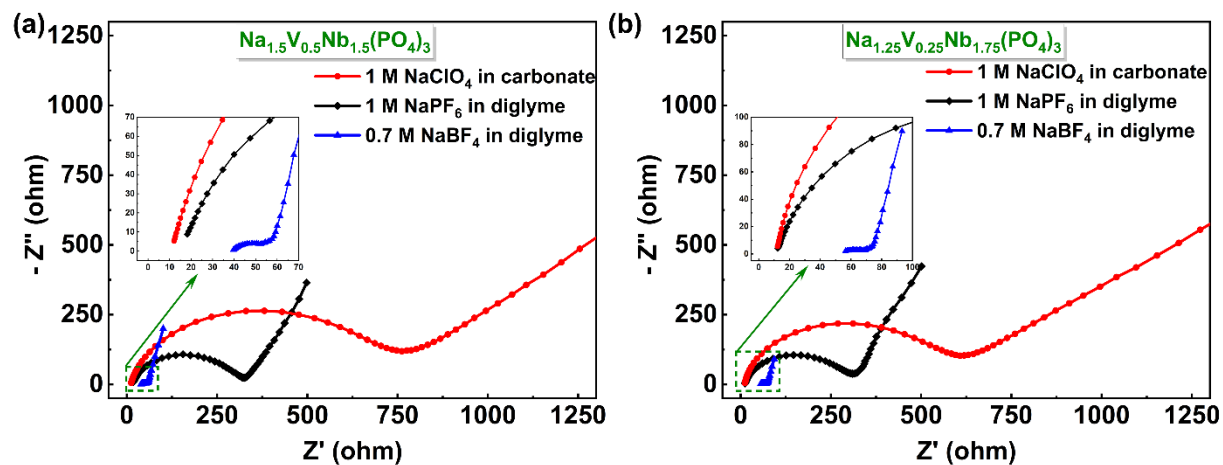 (a)
Na₁.₅V₀.₅Nb₁.₅(PO₄)₃
1 M NaClO₄ in carbonate
1 M NaPF₆ in diglyme
0.7 M NaBF₄ in diglyme
1250
1000
750
500
250
0
- Z'' (ohm)
70
60
50
40
30
20
10
0
0 10 20 30 40 50 60 70
0 250 500 750 1000 1250
Z' (ohm)
(b)
Na₁.₂₅V₀.₂₅Nb₁.₇₅(PO₄)₃
1 M NaClO₄ in carbonate
1 M NaPF₆ in diglyme
0.7 M NaBF₄ in diglyme
1250
1000
750
500
250
0
- Z'' (ohm)
100
80
60
40
20
0
0 20 40 60 80 100
0 250 500 750 1000 1250
Z' (ohm)